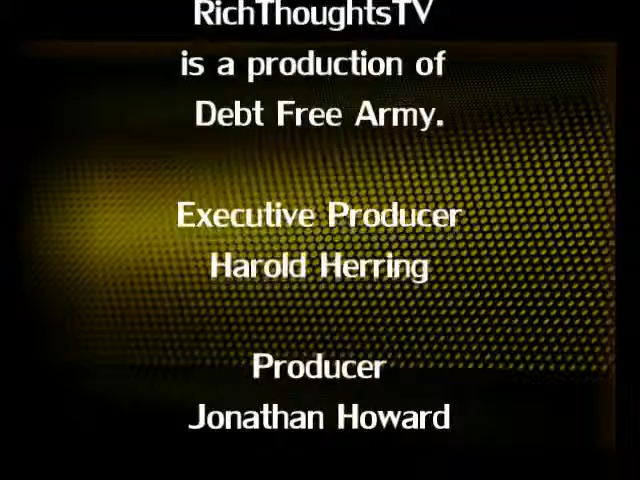 RichThoughtsTV
is a production of
Debt Free Army.
Executive Producer
Harold Herring
Producer
Jonathan Howard